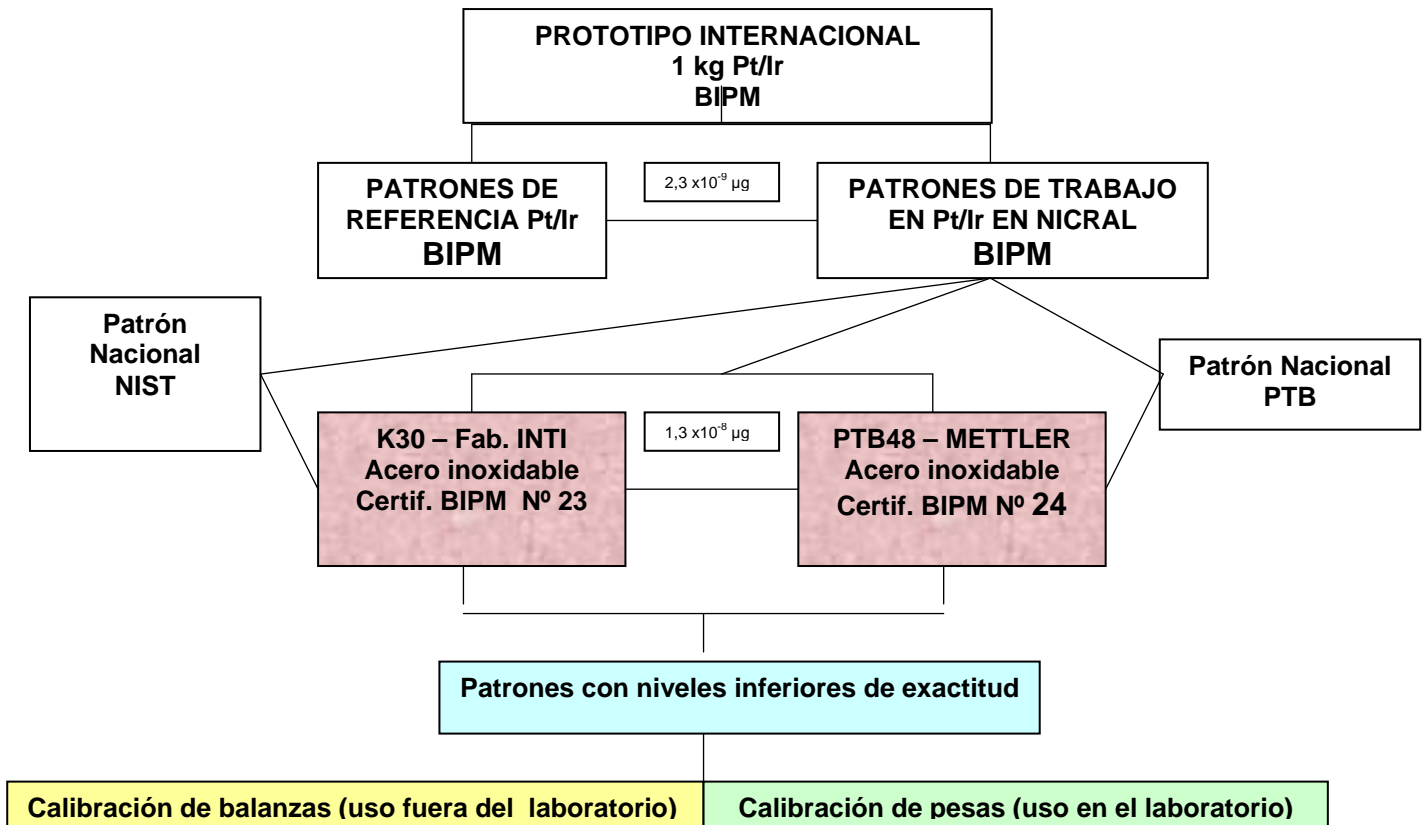 PROTOTIPO INTERNACIONAL
1 kg Pt/Ir
BIPM
PATRONES DE
REFERENCIA Pt/Ir
BIPM
2,3 x10⁻⁹ µg
PATRONES DE TRABAJO
EN Pt/Ir EN NICRAL
BIPM
Patrón
Nacional
NIST
Patrón Nacional
PTB
K30 – Fab. INTI
Acero inoxidable
Certif. BIPM Nº 23
1,3 x10⁻⁸ µg
PTB48 – METTLER
Acero inoxidable
Certif. BIPM Nº 24
Patrones con niveles inferiores de exactitud
Calibración de balanzas (uso fuera del laboratorio)
Calibración de pesas (uso en el laboratorio)